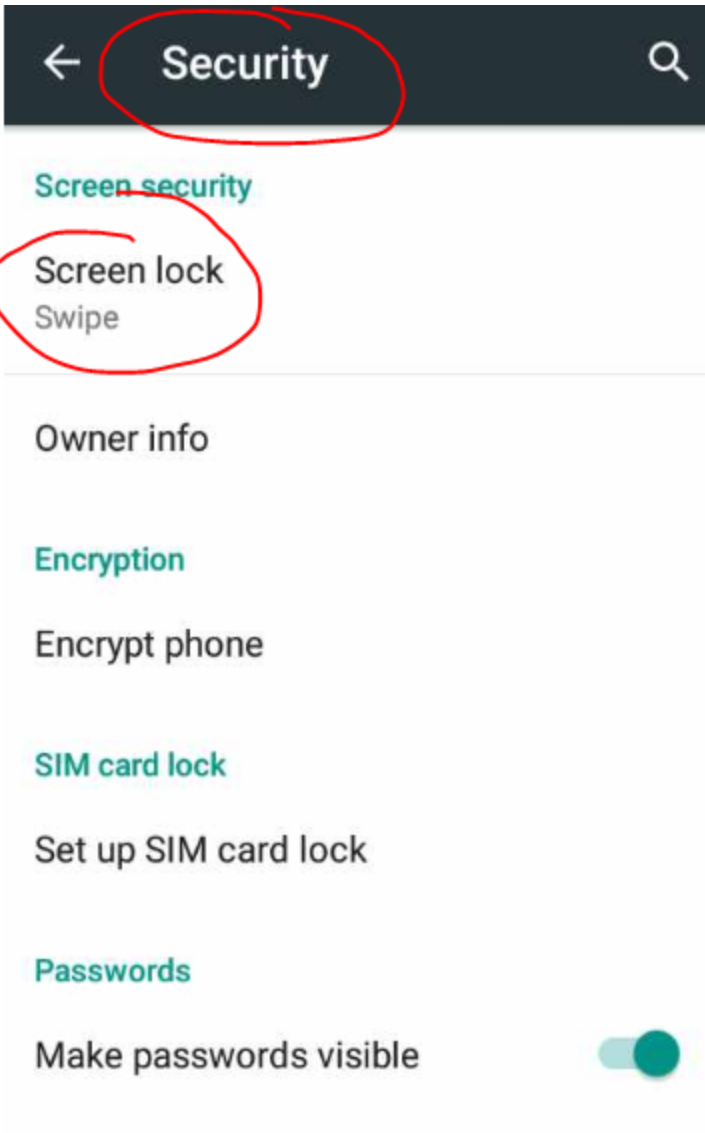 Security
Screen security
Screen lock
Swipe
Owner info
Encryption
Encrypt phone
SIM card lock
Set up SIM card lock
Passwords
Make passwords visible